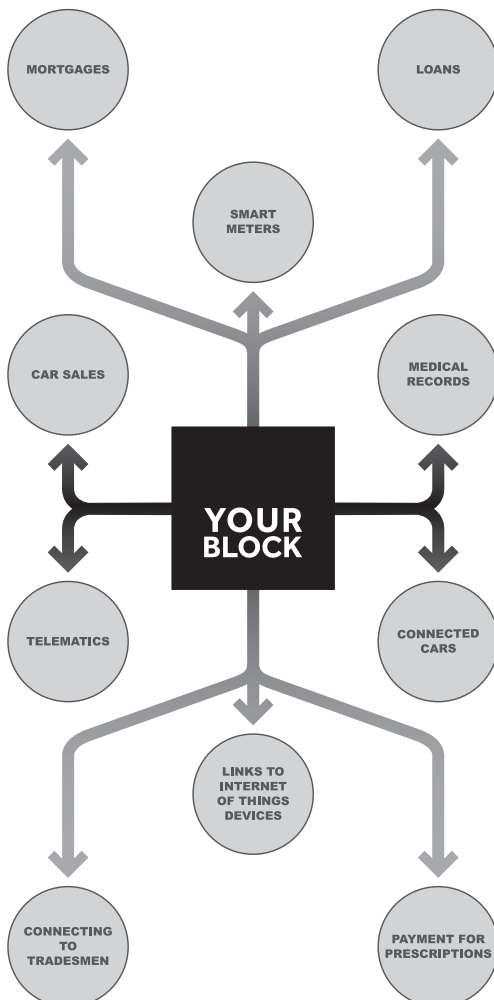 MORTGAGES
LOANS
SMART
METERS
CAR SALES
MEDICAL
RECORDS
YOUR
BLOCK
TELEMATICS
CONNECTED
CARS
LINKS TO
INTERNET
OF THINGS
DEVICES
CONNECTING
TO
TRADESMEN
PAYMENT FOR
PRESCRIPTIONS